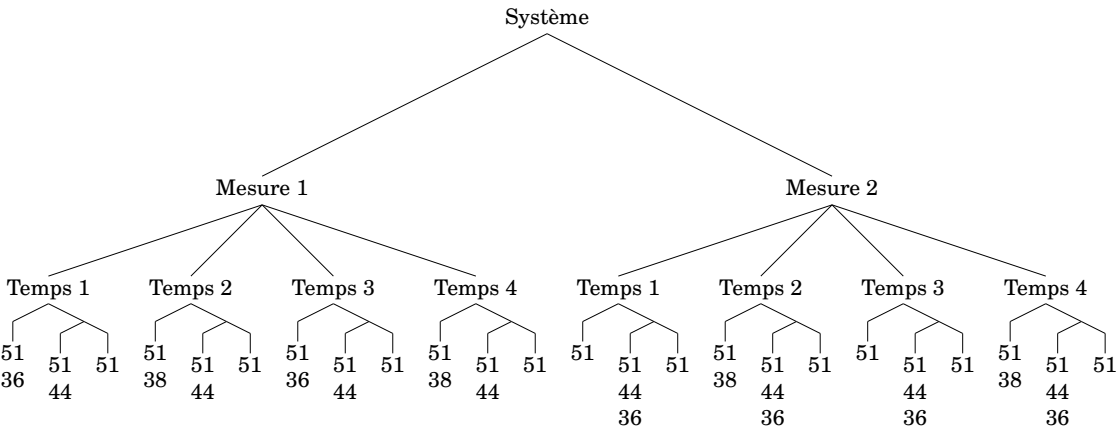 Système
Mesure 1 Mesure 2
Temps 1 Temps 2 Temps 3 Temps 4 Temps 1 Temps 2 Temps 3 Temps 4
51 51 51 51 51 51 51 51 51 51 51 51 51 51 51 51 51 51 51 51 51 51 51 51
36 44 38 44 36 44 38 44 44 38 44 44 38 44
36 36 36 36